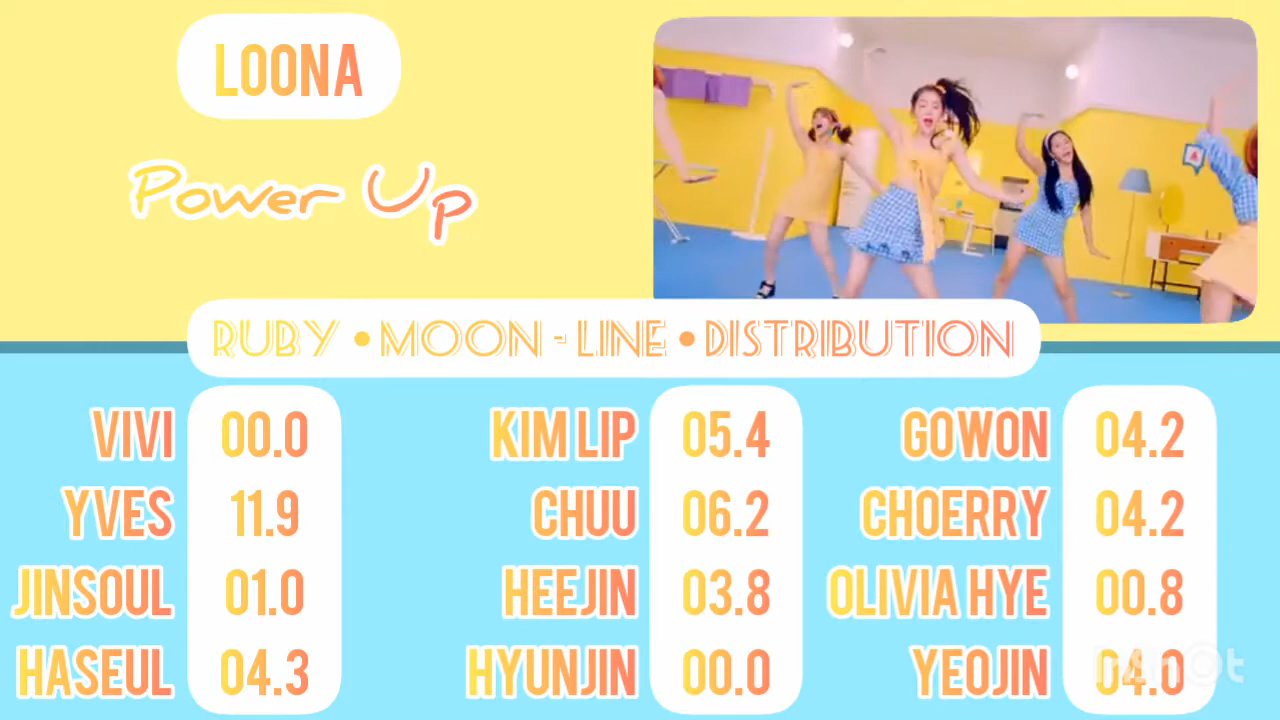 LOONA
Power Up
RUBY • MOON - LINE • DISTRIBUTION
VIVI 00.0 KIM LIP 05.4 GOWON 04.2
YVES 11.9 CHUU 06.2 CHOERRY 04.2
JINSOUL 01.0 HEEJIN 03.8 OLIVIA HYE 00.8
HASEUL 04.3 HYUNJIN 00.0 YEOJIN 04.0
InShOt